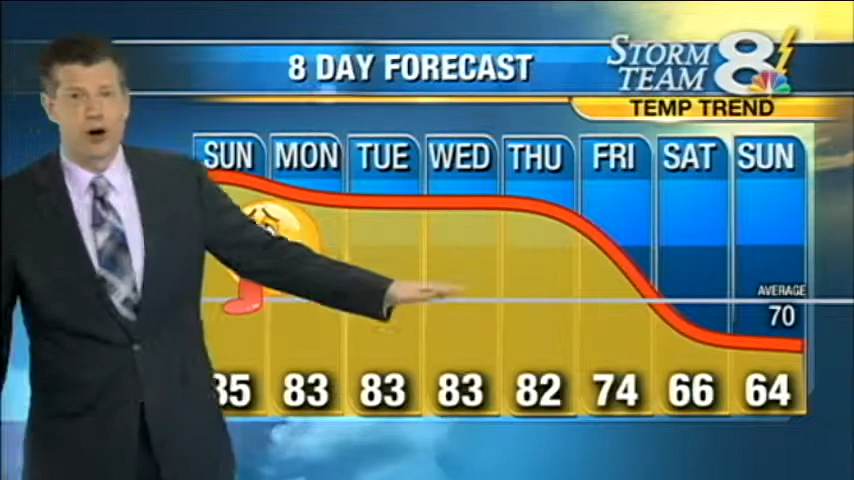 8 DAY FORECAST
STORM TEAM 8
TEMP TREND
SUN MON TUE WED THU FRI SAT SUN
AVERAGE
70
85 83 83 83 82 74 66 64